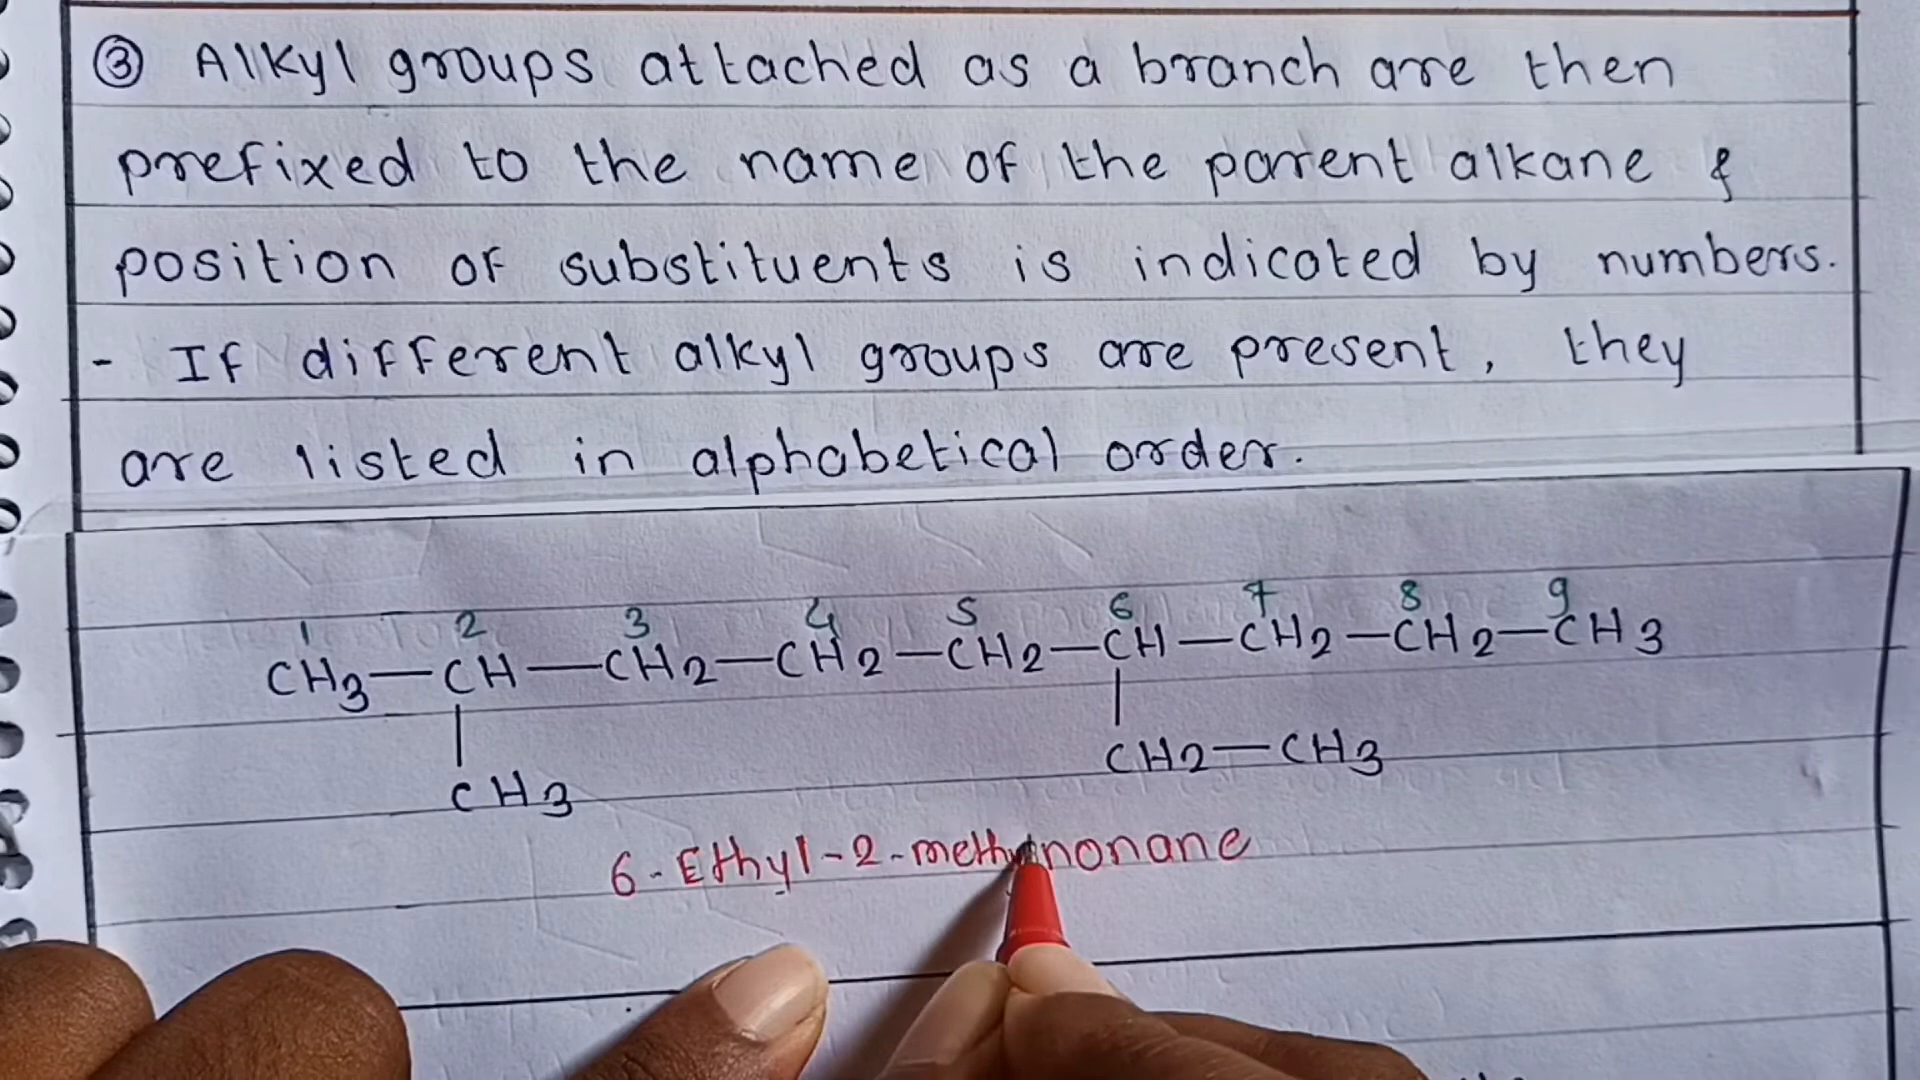 ③ Alkyl groups attached as a branch are then
prefixed to the name of the parent alkane &
position of substituents is indicated by numbers.
- If different alkyl groups are present, they
are listed in alphabetical order.
1 2 3 4 5 6 7 8 9
CH3—CH—CH2—CH2—CH2—CH—CH2—CH2—CH3
CH2—CH3
CH3
6-Ethyl-2-methylnonane